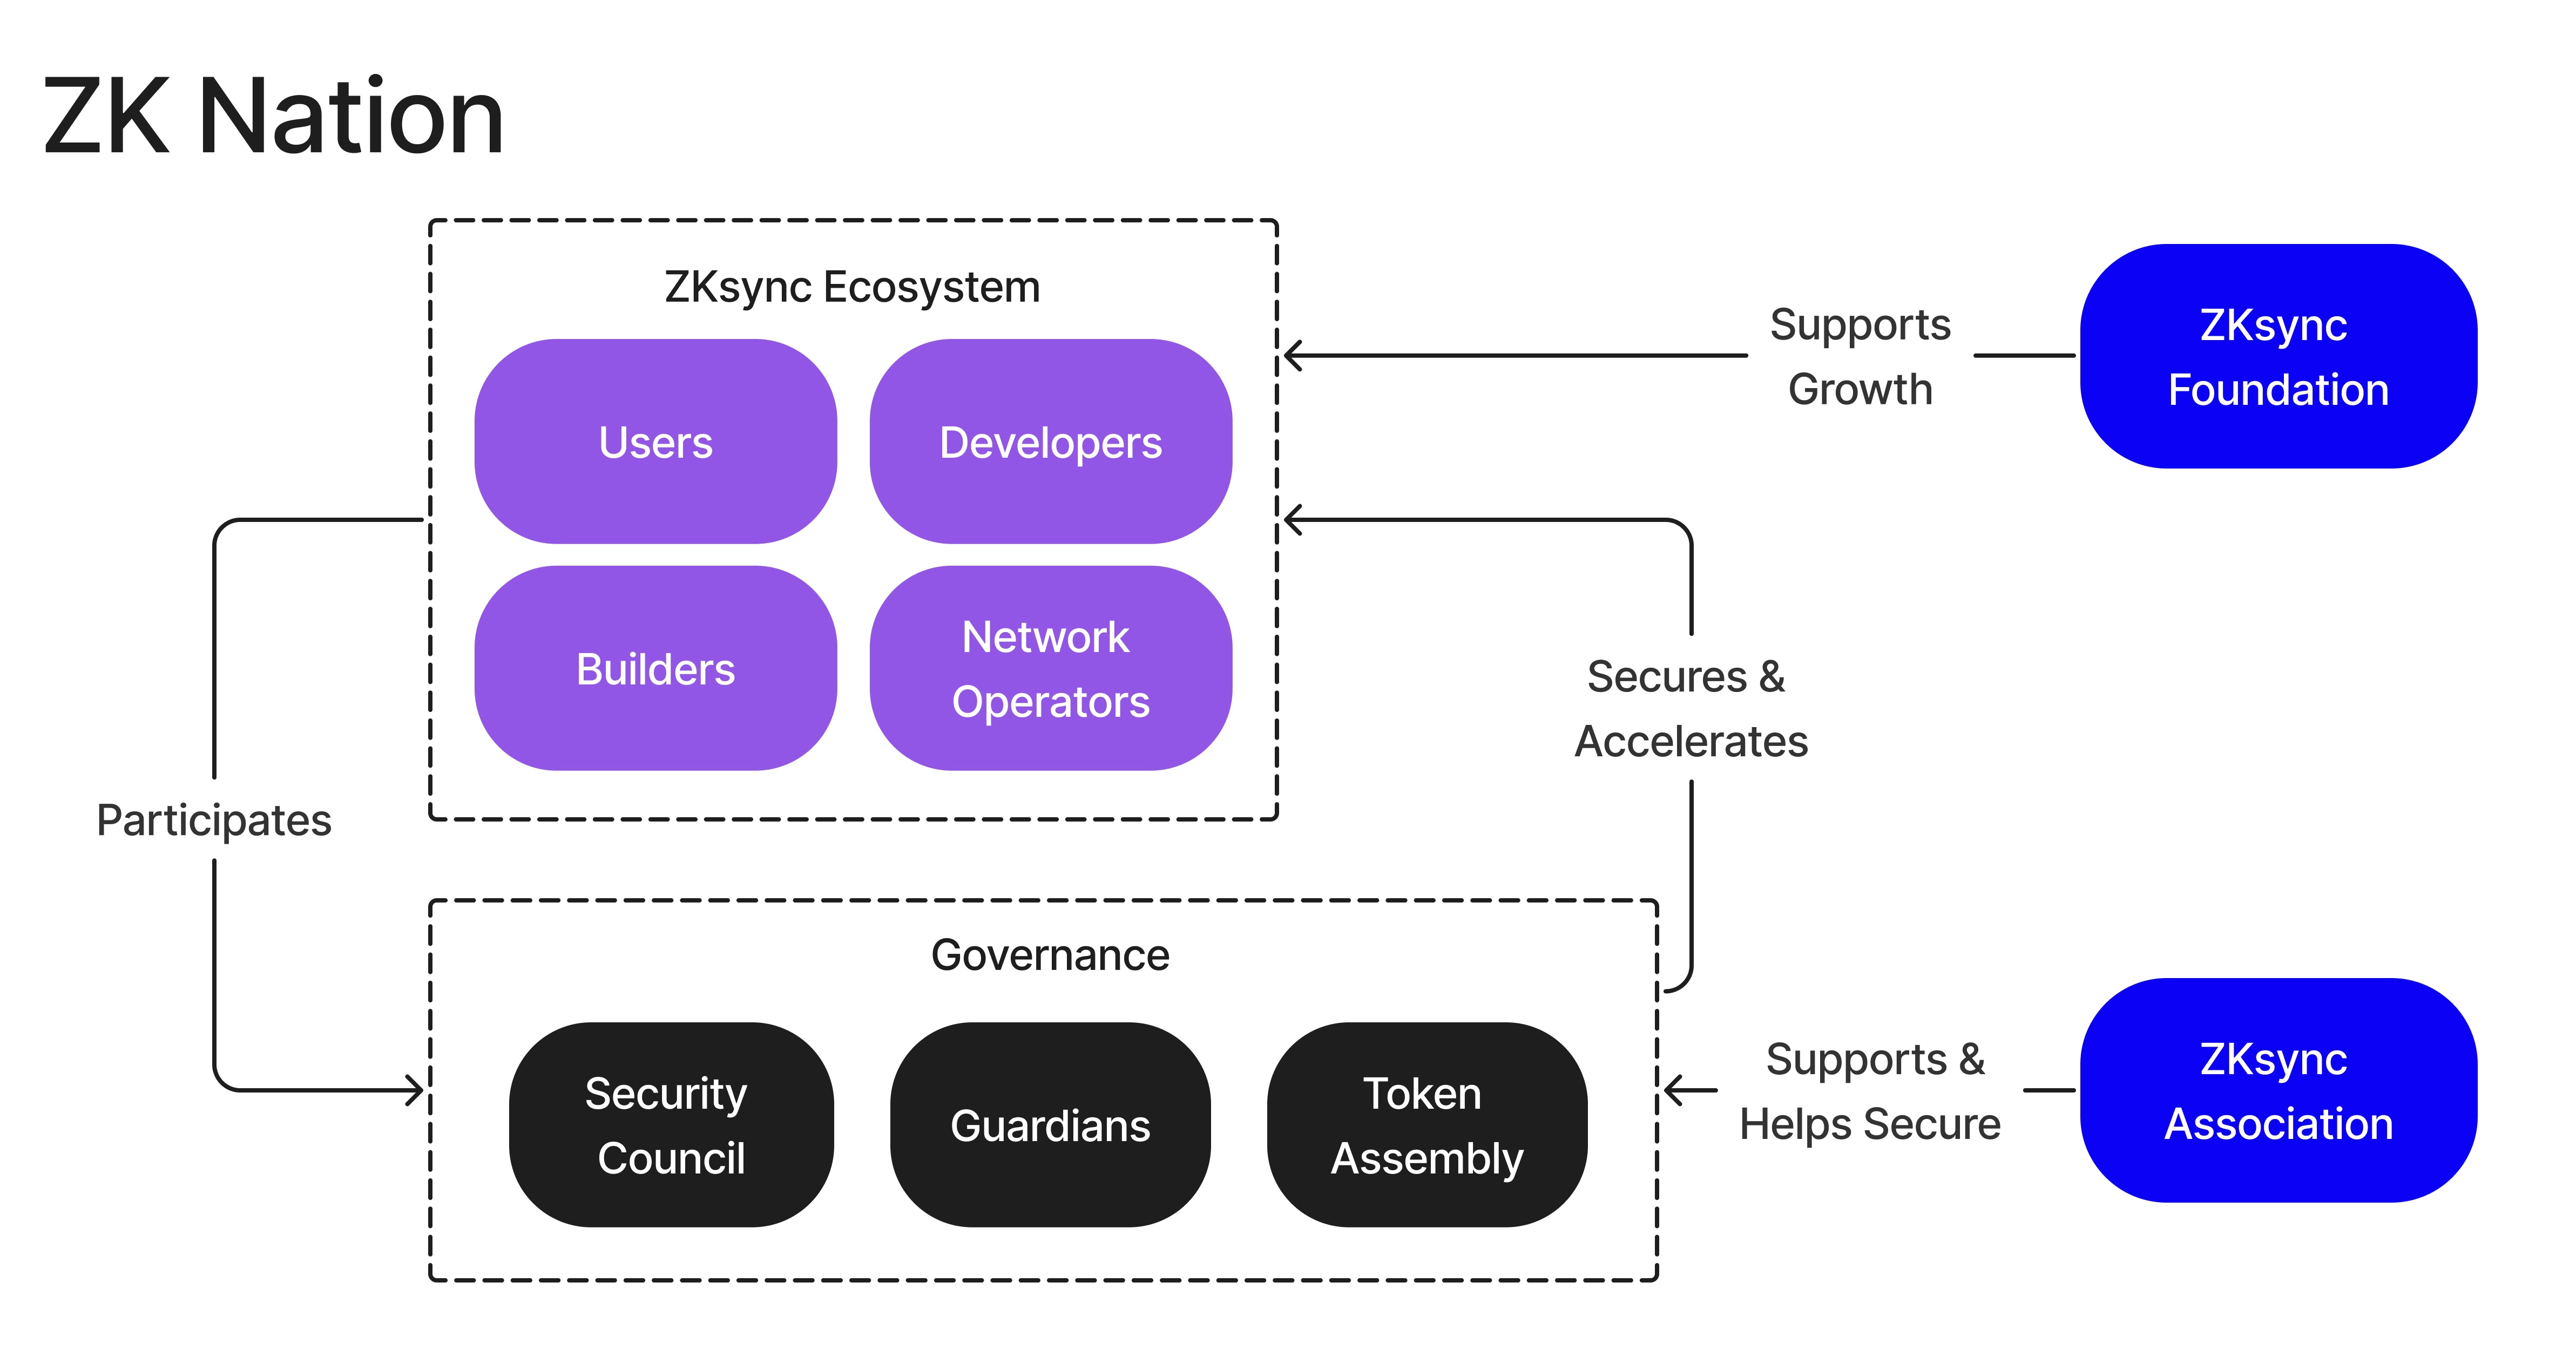 ZK Nation
ZKsync Ecosystem
Users
Developers
Builders
Network
Operators
Supports
Growth
ZKsync
Foundation
Secures &
Accelerates
Participates
Governance
Security
Council
Guardians
Token
Assembly
Supports &
Helps Secure
ZKsync
Association